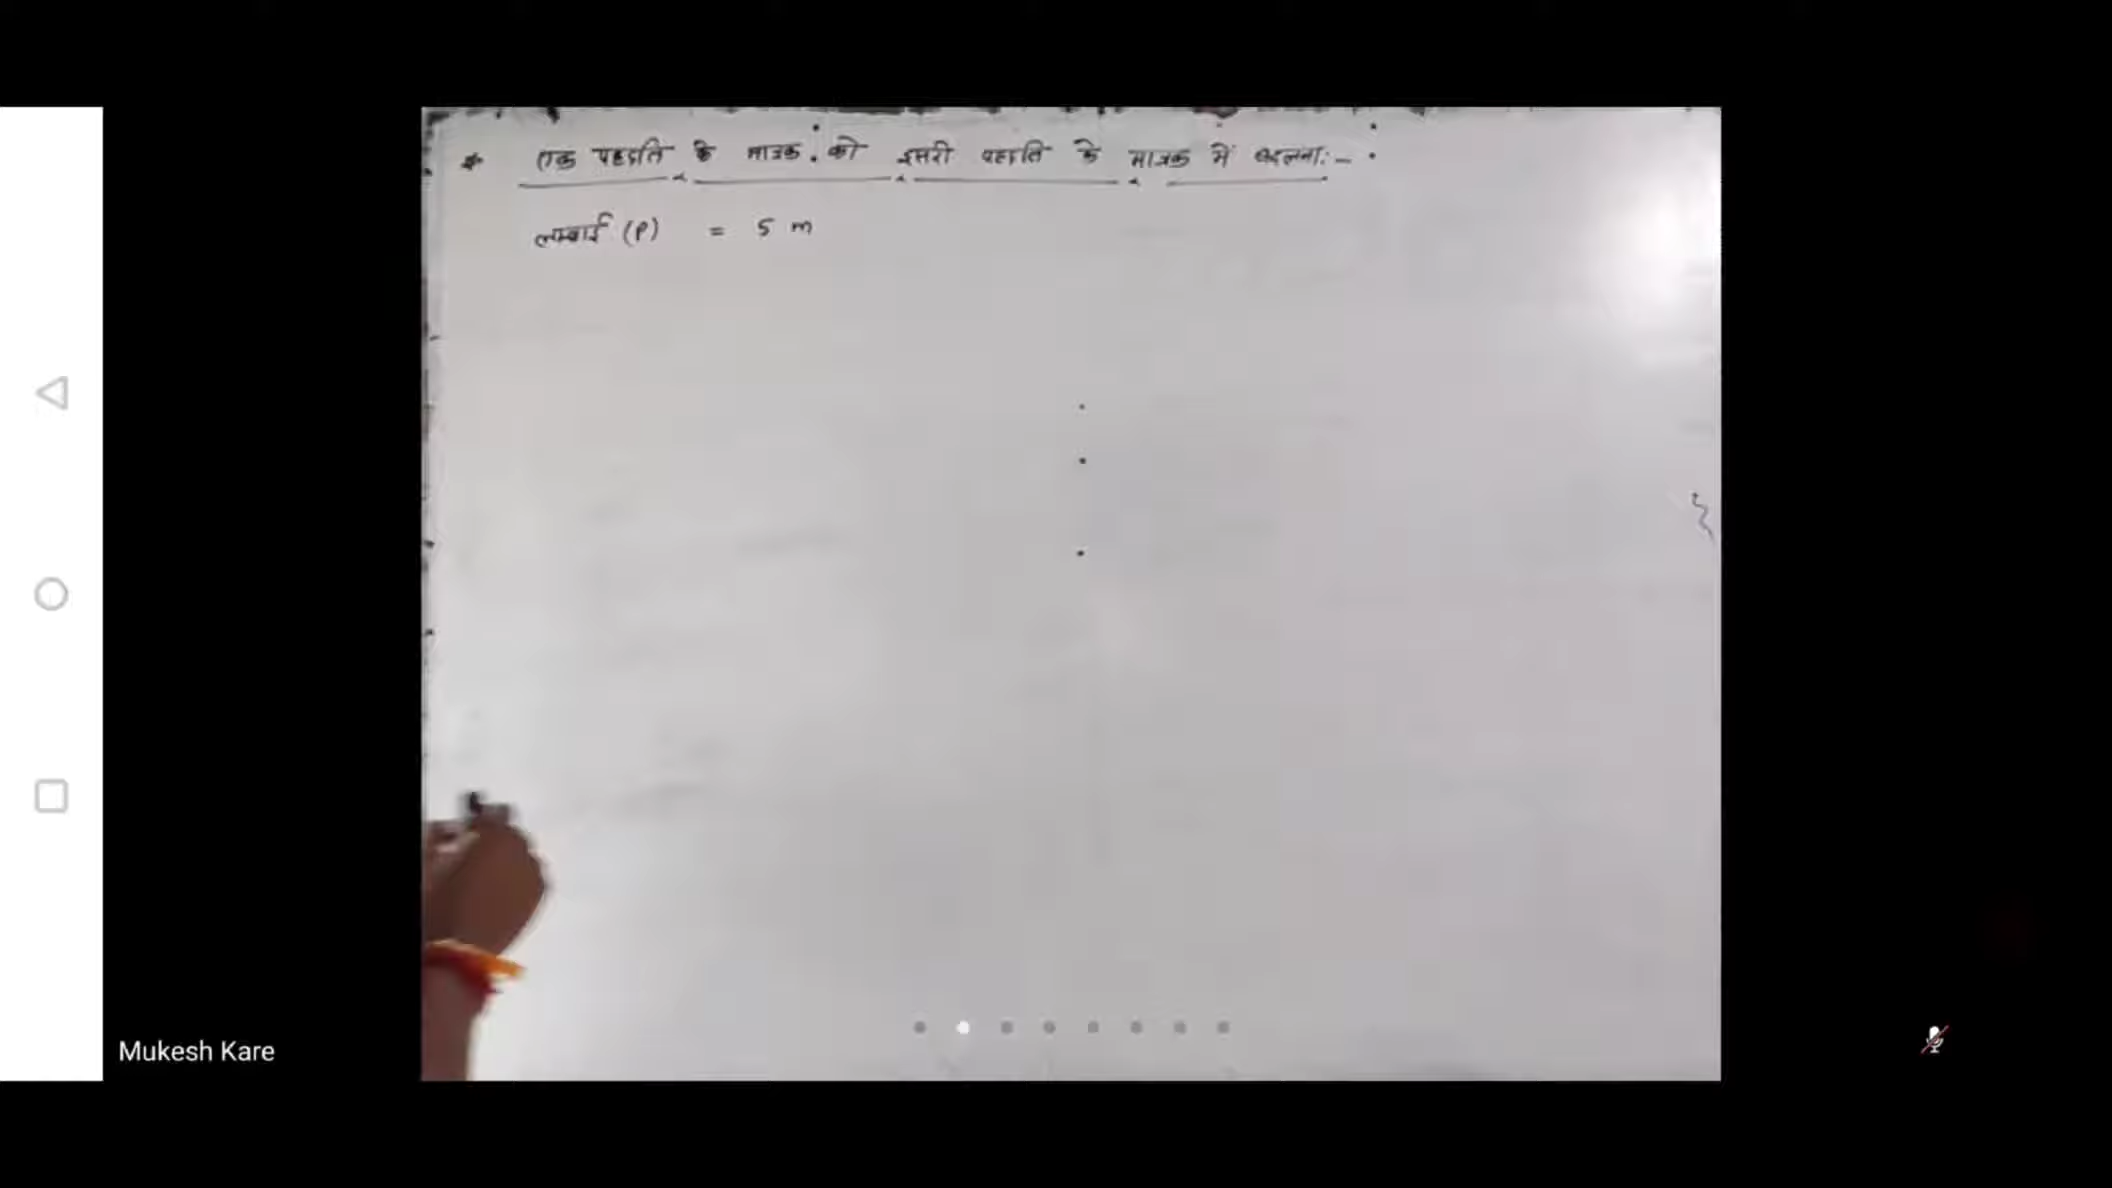 * एक पद्धति के मात्रक को दूसरी पद्धति के मात्रक में बदलना:-
लम्बाई (P) = 5 m
Mukesh Kare